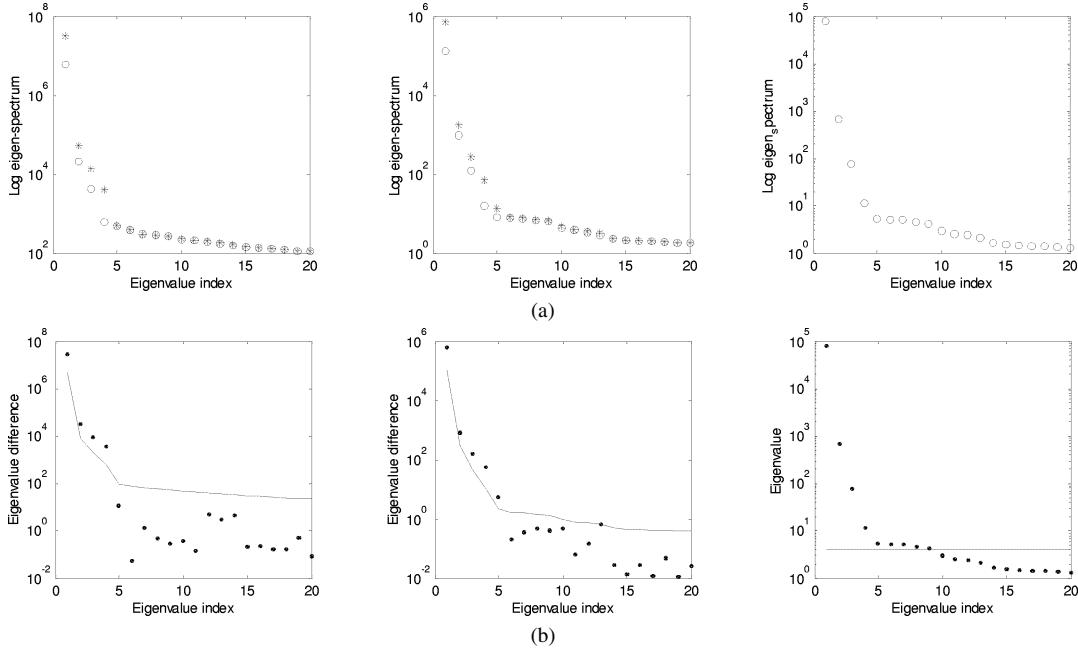 10^8
10^6
10^4
10^2
Log eigen-spectrum
0 5 10 15 20
Eigenvalue index
10^6
10^4
10^2
10^0
Log eigen-spectrum
0 5 10 15 20
Eigenvalue index
10^5
10^4
10^3
10^2
10^1
10^0
Log eigen_spectrum
0 5 10 15 20
Eigenvalue index
(a)
10^8
10^6
10^4
10^2
10^0
10^-2
Eigenvalue difference
0 5 10 15 20
Eigenvalue index
10^6
10^4
10^2
10^0
10^-2
Eigenvalue difference
0 5 10 15 20
Eigenvalue index
10^5
10^4
10^3
10^2
10^1
10^0
Eigenvalue
0 5 10 15 20
Eigenvalue index
(b)